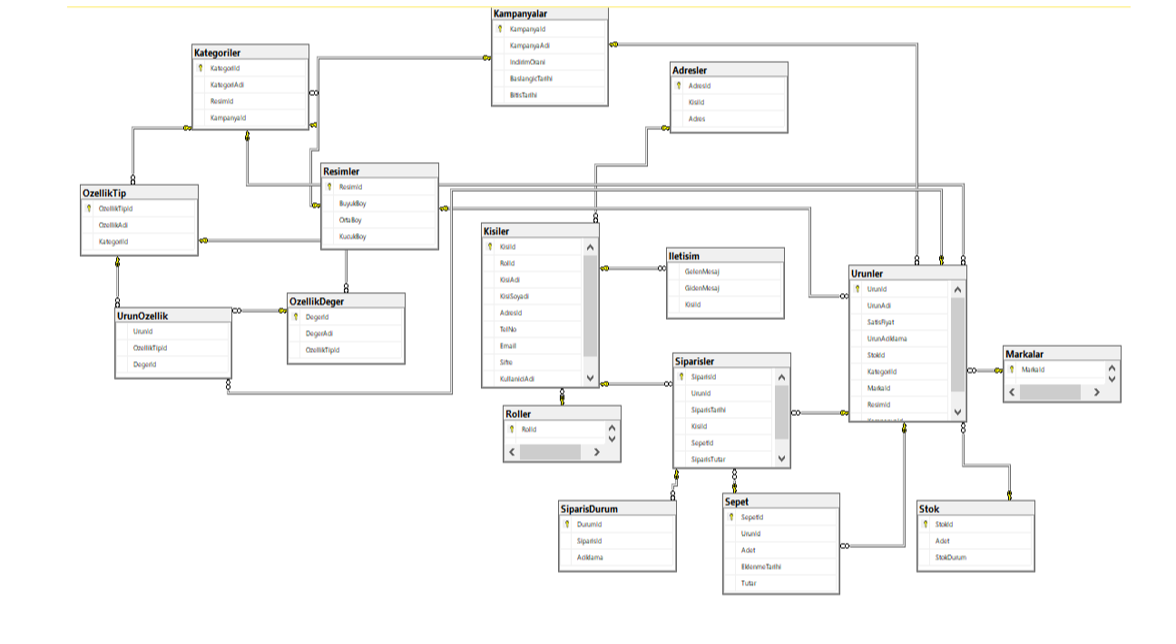 Kampanyalar
KampanyaId
KampanyaAdi
IndirimOrani
BaslangicTarihi
BitisTarihi
Kategoriler
KategoriId
KategoriAdi
ResimId
KampanyaId
Adresler
AdresId
KisiId
Adres
Resimler
ResimId
BuyukBoy
OrtaBoy
KucukBoy
OzellikTip
OzellikTipId
OzellikAdi
KategoriId
Kisiler
KisiId
RolId
KisiAdi
KisiSoyadi
AdresId
TelNo
Email
Sifre
KullaniciAdi
Iletisim
GelenMesaj
GidenMesaj
KisiId
Urunler
UrunId
UrunAdi
SatisFiyat
UrunAciklama
StokId
KategoriId
MarkaId
ResimId
UrunOzellik
UrunId
OzellikTipId
DegerId
OzellikDeger
DegerId
DegerAdi
OzellikTipId
Siparisler
SiparisId
UrunId
SiparisTarihi
KisiId
SepetId
SiparisTutar
Markalar
MarkaId
Roller
RolId
SiparisDurum
DurumId
SiparisId
Aciklama
Sepet
SepetId
UrunId
Adet
EklenmeTarihi
Tutar
Stok
StokId
Adet
StokDurum